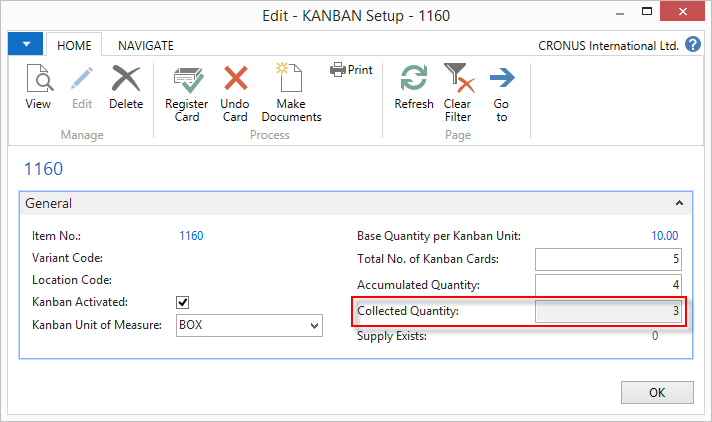 Edit - KANBAN Setup - 1160
HOME NAVIGATE CRONUS International Ltd. ?
View Edit Delete Register Card Undo Card Make Documents Print Refresh Clear Filter Go to
Manage Process Page
1160
General
Item No.: 1160 Base Quantity per Kanban Unit: 10.00
Variant Code: Total No. of Kanban Cards: 5
Location Code: Accumulated Quantity: 4
Kanban Activated: Collected Quantity: 3
Kanban Unit of Measure: BOX Supply Exists: 0
OK